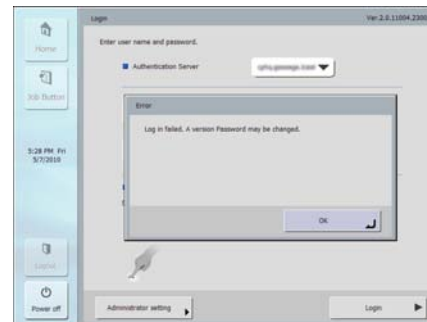 Login
Ver.2.0.11004.2300
Home
Enter user name and password.
Authentication Server
Job Button
Error
Log in failed. A version Password may be changed.
5:28 PM Fri
5/7/2010
OK
Logout
Power off
Administrator setting
Login